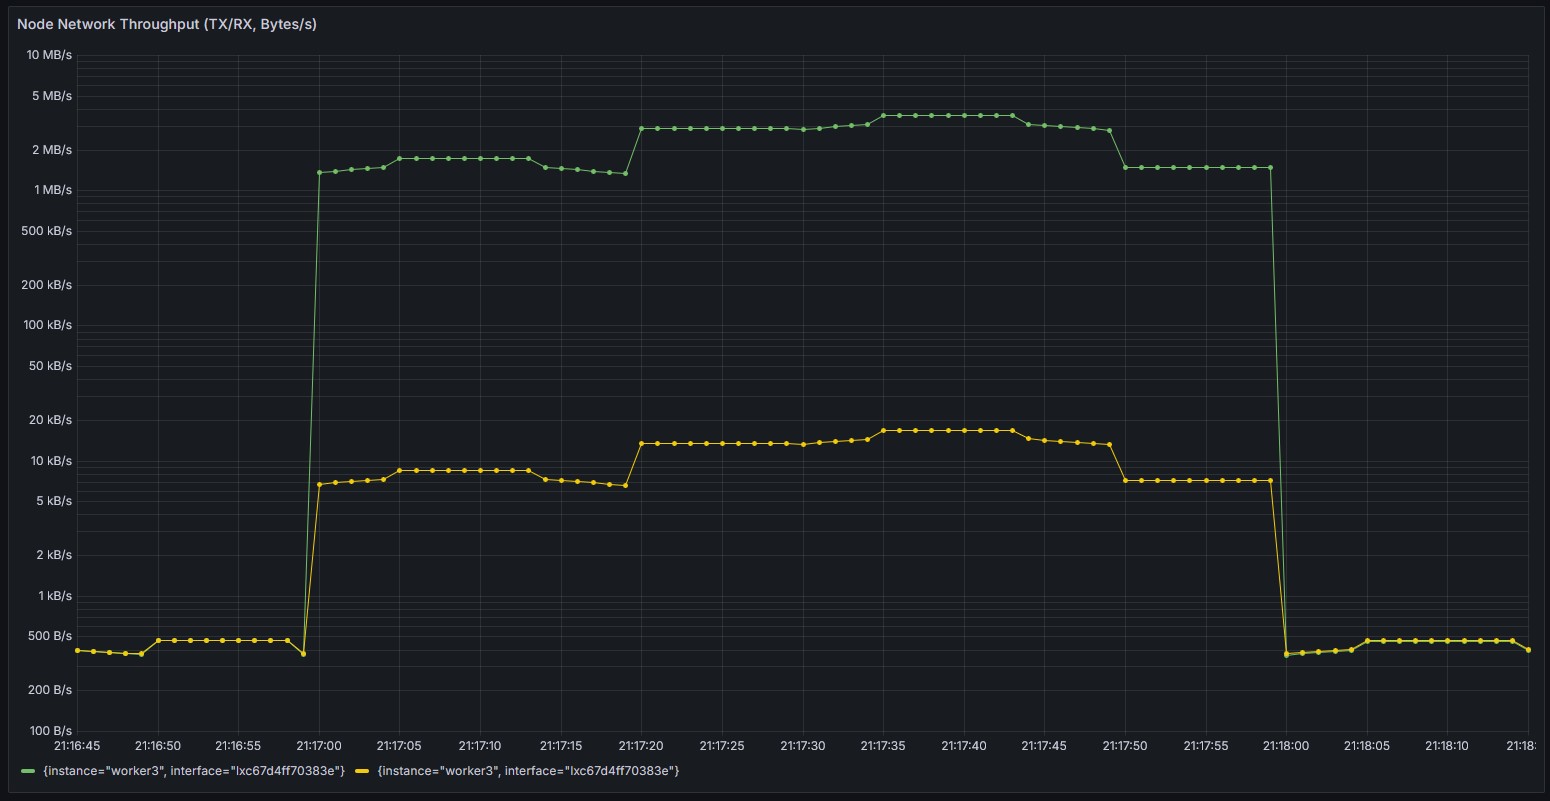 Node Network Throughput (TX/RX, Bytes/s)
10 MB/s
5 MB/s
2 MB/s
1 MB/s
500 kB/s
200 kB/s
100 kB/s
50 kB/s
20 kB/s
10 kB/s
5 kB/s
2 kB/s
1 kB/s
500 B/s
200 B/s
100 B/s
21:16:45 21:16:50 21:16:55 21:17:00 21:17:05 21:17:10 21:17:15 21:17:20 21:17:25 21:17:30 21:17:35 21:17:40 21:17:45 21:17:50 21:17:55 21:18:00 21:18:05 21:18:10 21:18:
{instance="worker3", interface="lxc67d4ff70383e"} {instance="worker3", interface="lxc67d4ff70383e"}